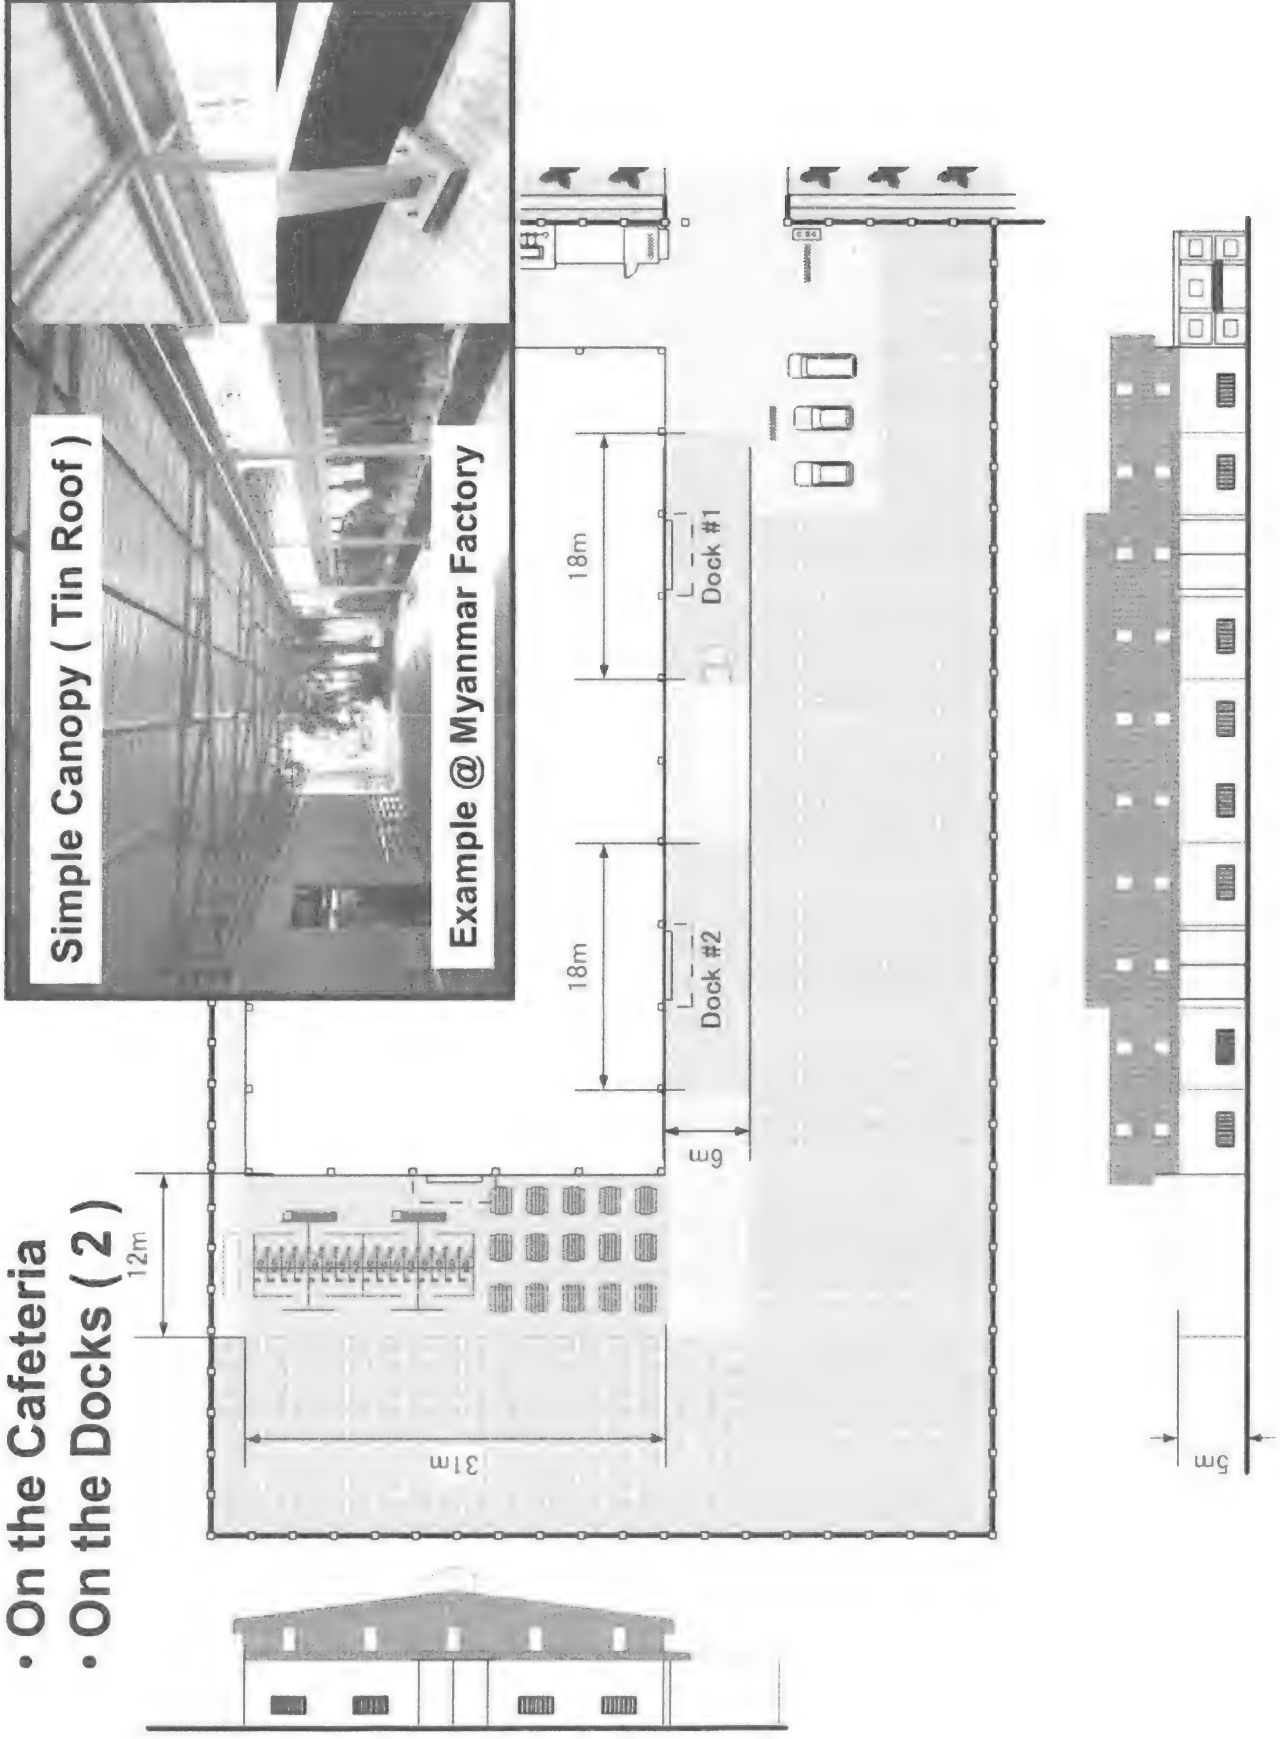 • On the Cafeteria
• On the Docks ( 2 )
Simple Canopy ( Tin Roof )
Example @ Myanmar Factory
12m
31m
18m
18m
6m
Dock #2
Dock #1
5m